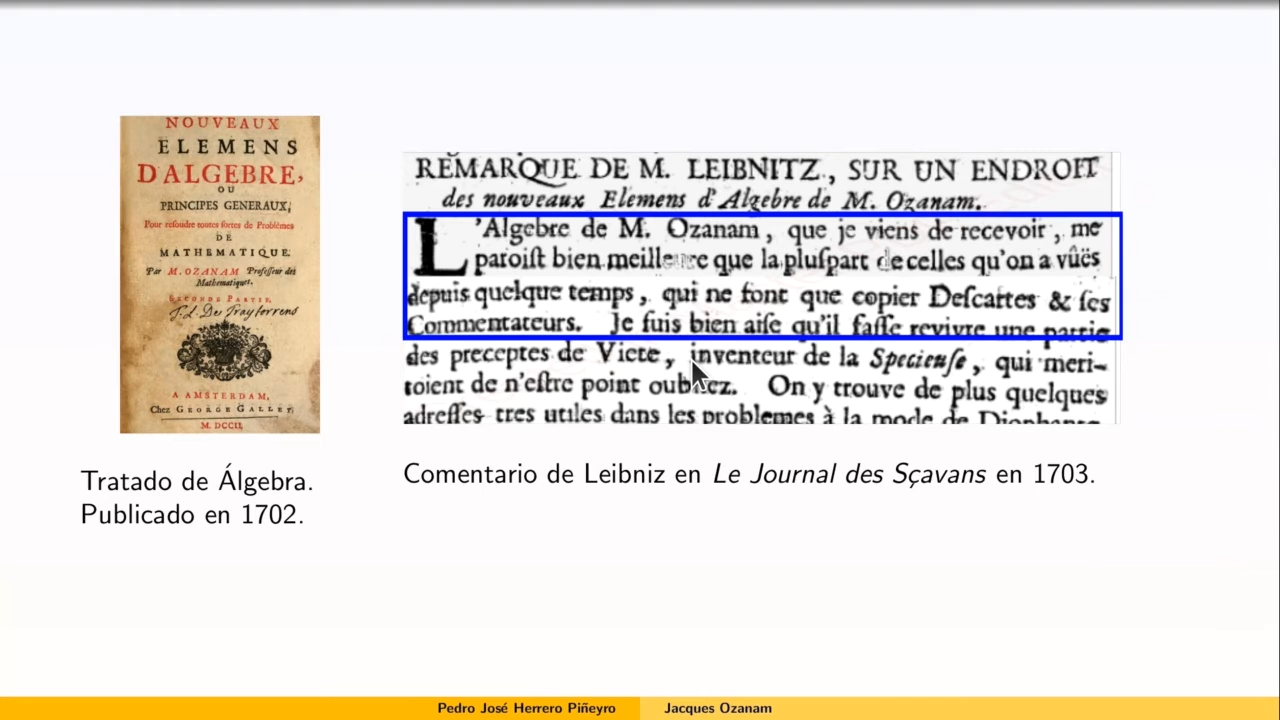 NOUVEAUX
ELEMENS
D'ALGEBRE,
OU
PRINCIPES GENERAUX,
Pour resoudre toutes sortes de Problêmes
DE
MATHEMATIQUE.
Par M. OZANAM Professeur des
Mathematiques.
SECONDE PARTIE.
A AMSTERDAM,
Chez GEORGE GALLET,
M. DCCII,
Tratado de Álgebra.
Publicado en 1702.
REMARQUE DE M. LEIBNITZ, SUR UN ENDROIT
des nouveaux Elemens d'Algebre de M. Ozanam.
L'Algebre de M. Ozanam, que je viens de recevoir, me
paroiſt bien meilleure que la pluſpart de celles qu'on a vûës
depuis quelque temps, qui ne font que copier Deſcartes & ſes
Commentateurs. Je ſuis bien aiſe qu'il faſſe revivre une partie
des preceptes de Viete, inventeur de la Specieuſe, qui meri-
toient de n'eſtre point oubliez. On y trouve de plus quelques
adreſſes tres utiles dans les problemes à la mode de Diophante
Comentario de Leibniz en Le Journal des Sçavans en 1703.
Pedro José Herrero Piñeyro Jacques Ozanam